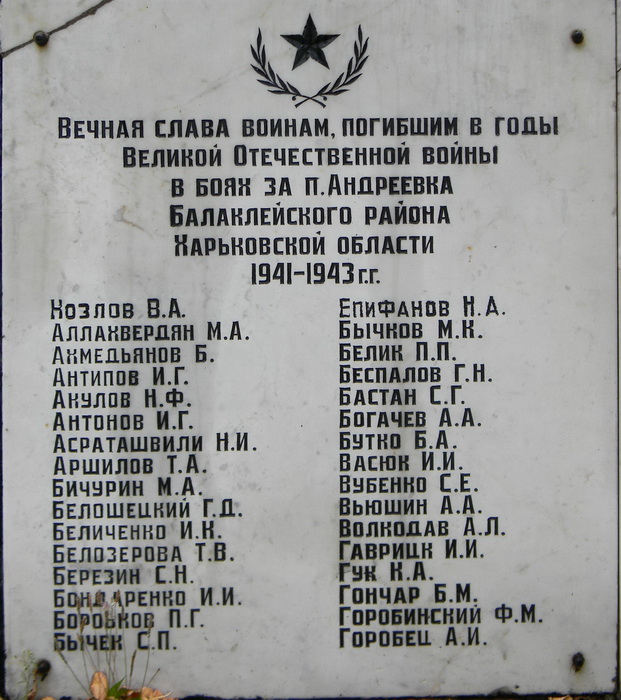 Вечная слава воинам, погибшим в годы
Великой Отечественной войны
в боях за п. Андреевка
Балаклейского района
Харьковской области
1941-1943 г.г.
Козлов В.А.
Аллахвердян М.А.
Ахмедьянов Б.
Антипов И.Г.
Акулов Н.Ф.
Антонов И.Г.
Асраташвили Н.И.
Аршилов Т.А.
Бичурин М.А.
Белошецкий Г.Д.
Беличенко И.К.
Белозерова Т.В.
Березин С.Н.
Бондаренко И.И.
Боровков П.Г.
Бычек С.П.
Епифанов Н.А.
Бычков М.К.
Белик П.П.
Беспалов Г.Н.
Бастан С.Г.
Богачев А.А.
Бутко Б.А.
Васюк И.И.
Вубенко С.Е.
Вьюшин А.А.
Волкодав А.Л.
Гаврицк И.И.
Гук К.А.
Гончар Б.М.
Горобинский Ф.М.
Горобец А.И.